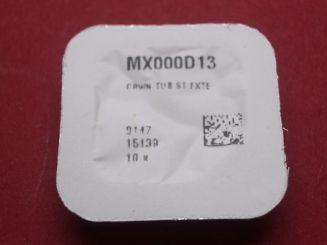 MX000D13
CRWN TUB ST EXTE
9147
15139
10 x